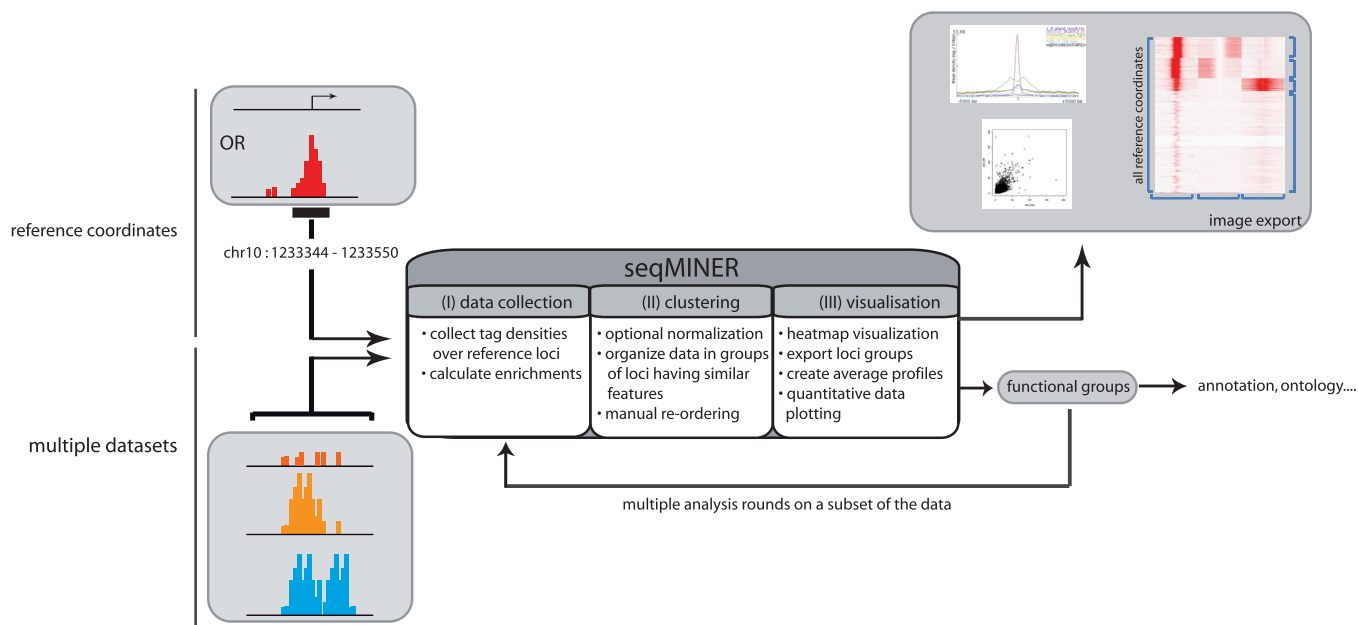 reference coordinates
OR
chr10 : 1233344 - 1233550
multiple datasets
seqMINER
(I) data collection
• collect tag densities
over reference loci
• calculate enrichments
(II) clustering
• optional normalization
• organize data in groups
of loci having similar
features
• manual re-ordering
(III) visualisation
• heatmap visualization
• export loci groups
• create average profiles
• quantitative data
plotting
all reference coordinates
image export
functional groups
annotation, ontology....
multiple analysis rounds on a subset of the data